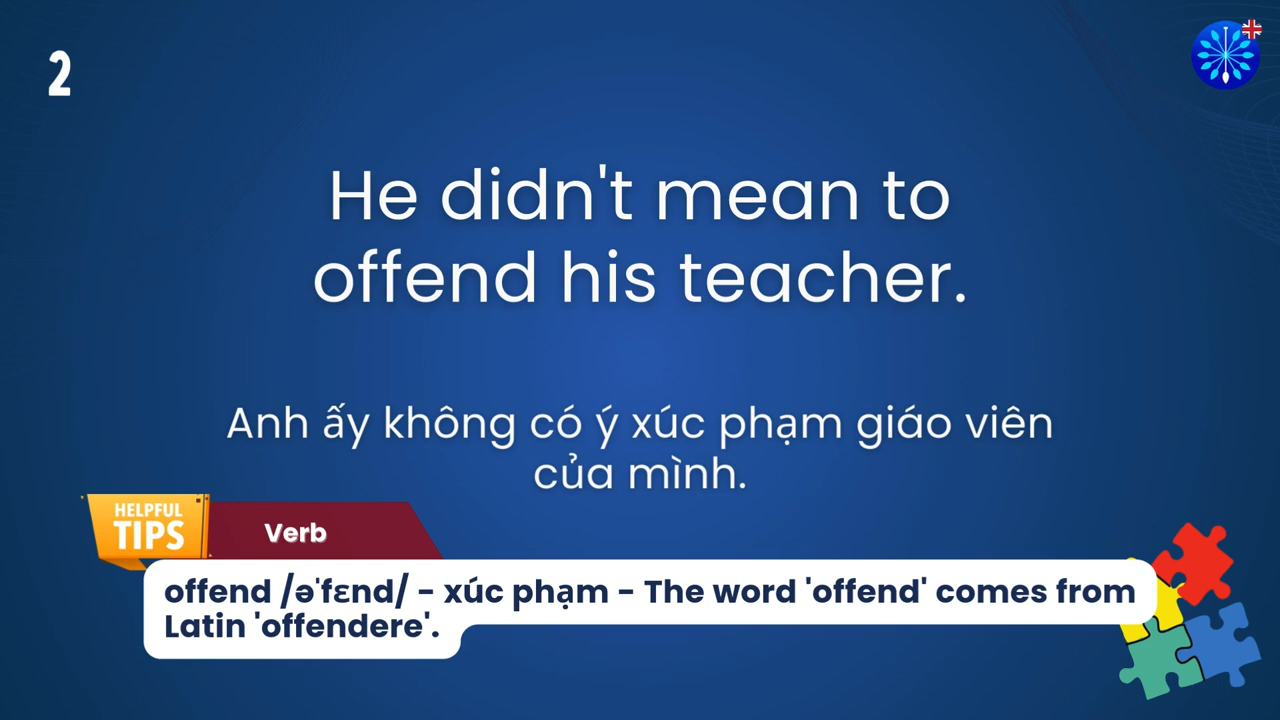 2
He didn't mean to
offend his teacher.
Anh ấy không có ý xúc phạm giáo viên
của mình.
HELPFUL
TIPS
Verb
offend /əˈfɛnd/ - xúc phạm - The word 'offend' comes from
Latin 'offendere'.